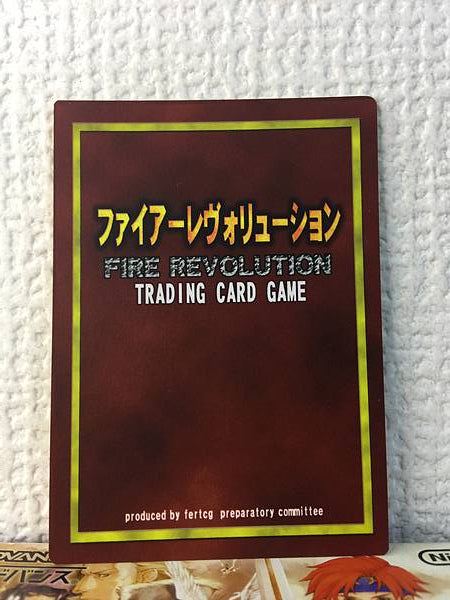 ファイアーレヴォリューション
FIRE REVOLUTION
TRADING CARD GAME
produced by fertcg preparatory committee